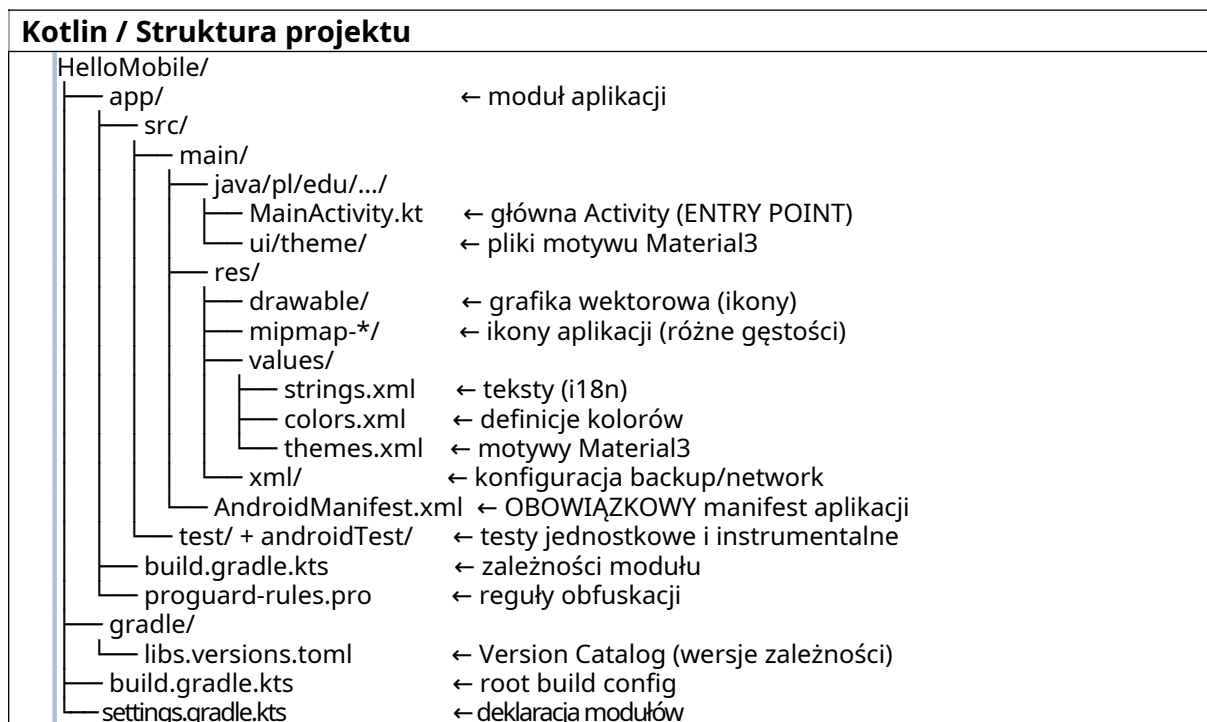 Kotlin / Struktura projektu
HelloMobile/
├── app/ ← moduł aplikacji
│ ├── src/
│ │ ├── main/
│ │ │ ├── java/pl/edu/.../
│ │ │ │ ├── MainActivity.kt ← główna Activity (ENTRY POINT)
│ │ │ │ └── ui/theme/ ← pliki motywu Material3
│ │ │ ├── res/
│ │ │ │ ├── drawable/ ← grafika wektorowa (ikony)
│ │ │ │ ├── mipmap-*/ ← ikony aplikacji (różne gęstości)
│ │ │ │ ├── values/
│ │ │ │ │ ├── strings.xml ← teksty (i18n)
│ │ │ │ │ ├── colors.xml ← definicje kolorów
│ │ │ │ │ └── themes.xml ← motywy Material3
│ │ │ │ └── xml/ ← konfiguracja backup/network
│ │ │ └── AndroidManifest.xml ← OBOWIĄZKOWY manifest aplikacji
│ │ └── test/ + androidTest/ ← testy jednostkowe i instrumentalne
│ ├── build.gradle.kts ← zależności modułu
│ └── proguard-rules.pro ← reguły obfuskacji
├── gradle/
│ └── libs.versions.toml ← Version Catalog (wersje zależności)
├── build.gradle.kts ← root build config
└── settings.gradle.kts ← deklaracja modułów